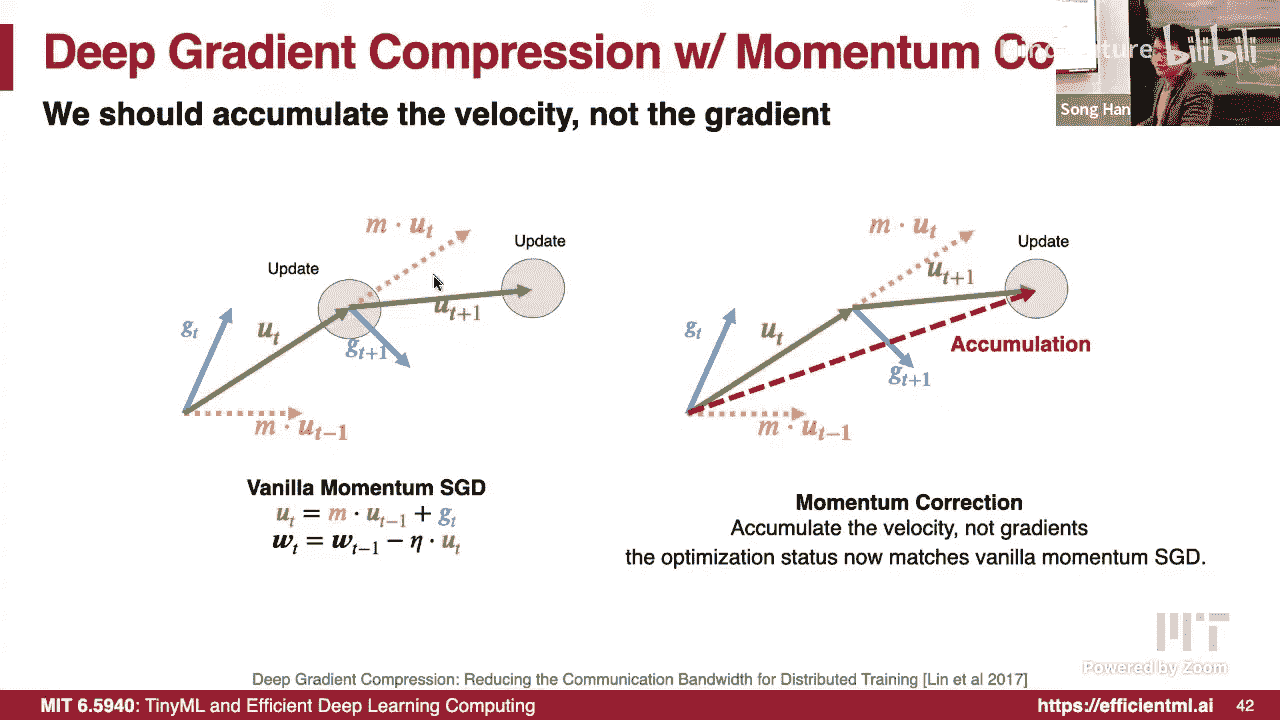 Deep Gradient Compression w/ Momentum Co
We should accumulate the velocity, not the gradient
bilibili
Song Han
m · u_t
Update
Update
g_t
u_t
u_{t+1}
g_{t+1}
m · u_{t−1}
m · u_t
Update
g_t
u_t
u_{t+1}
Accumulation
g_{t+1}
m · u_{t−1}
Vanilla Momentum SGD
u_t = m · u_{t−1} + g_t
w_t = w_{t−1} − η · u_t
Momentum Correction
Accumulate the velocity, not gradients
the optimization status now matches vanilla momentum SGD.
MIT
Powered by Zoom
Deep Gradient Compression: Reducing the Communication Bandwidth for Distributed Training [Lin et al 2017]
MIT 6.5940: TinyML and Efficient Deep Learning Computing
https://efficientml.ai
42